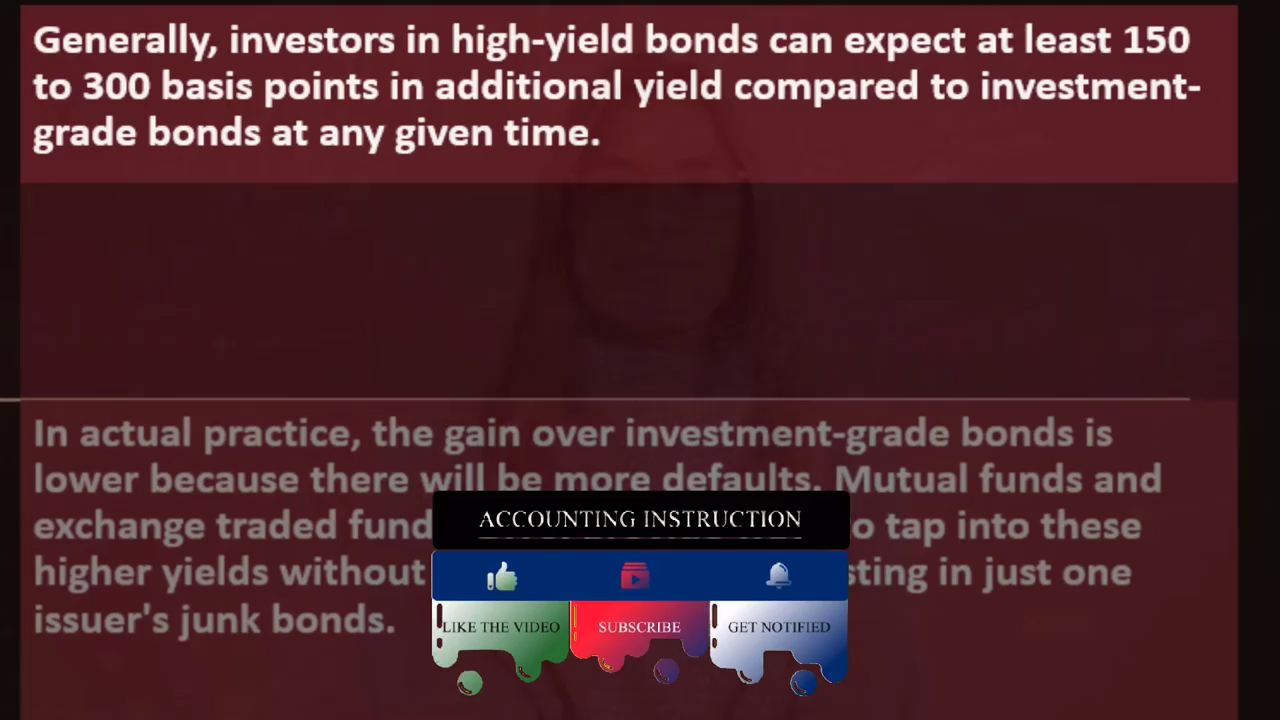 Generally, investors in high-yield bonds can expect at least 150
to 300 basis points in additional yield compared to investment-
grade bonds at any given time.
In actual practice, the gain over investment-grade bonds is
lower because there will be more defaults. Mutual funds and
exchange traded fund o tap into these
higher yields without sting in just one
issuer's junk bonds.
ACCOUNTING INSTRUCTION
LIKE THE VIDEO SUBSCRIBE GET NOTIFIED